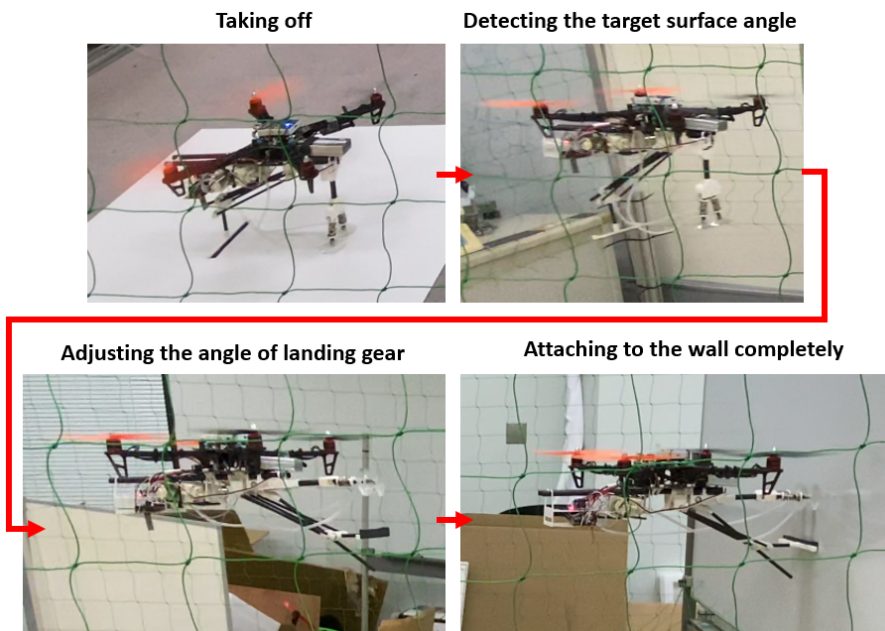 Taking off
Detecting the target surface angle
Adjusting the angle of landing gear
Attaching to the wall completely